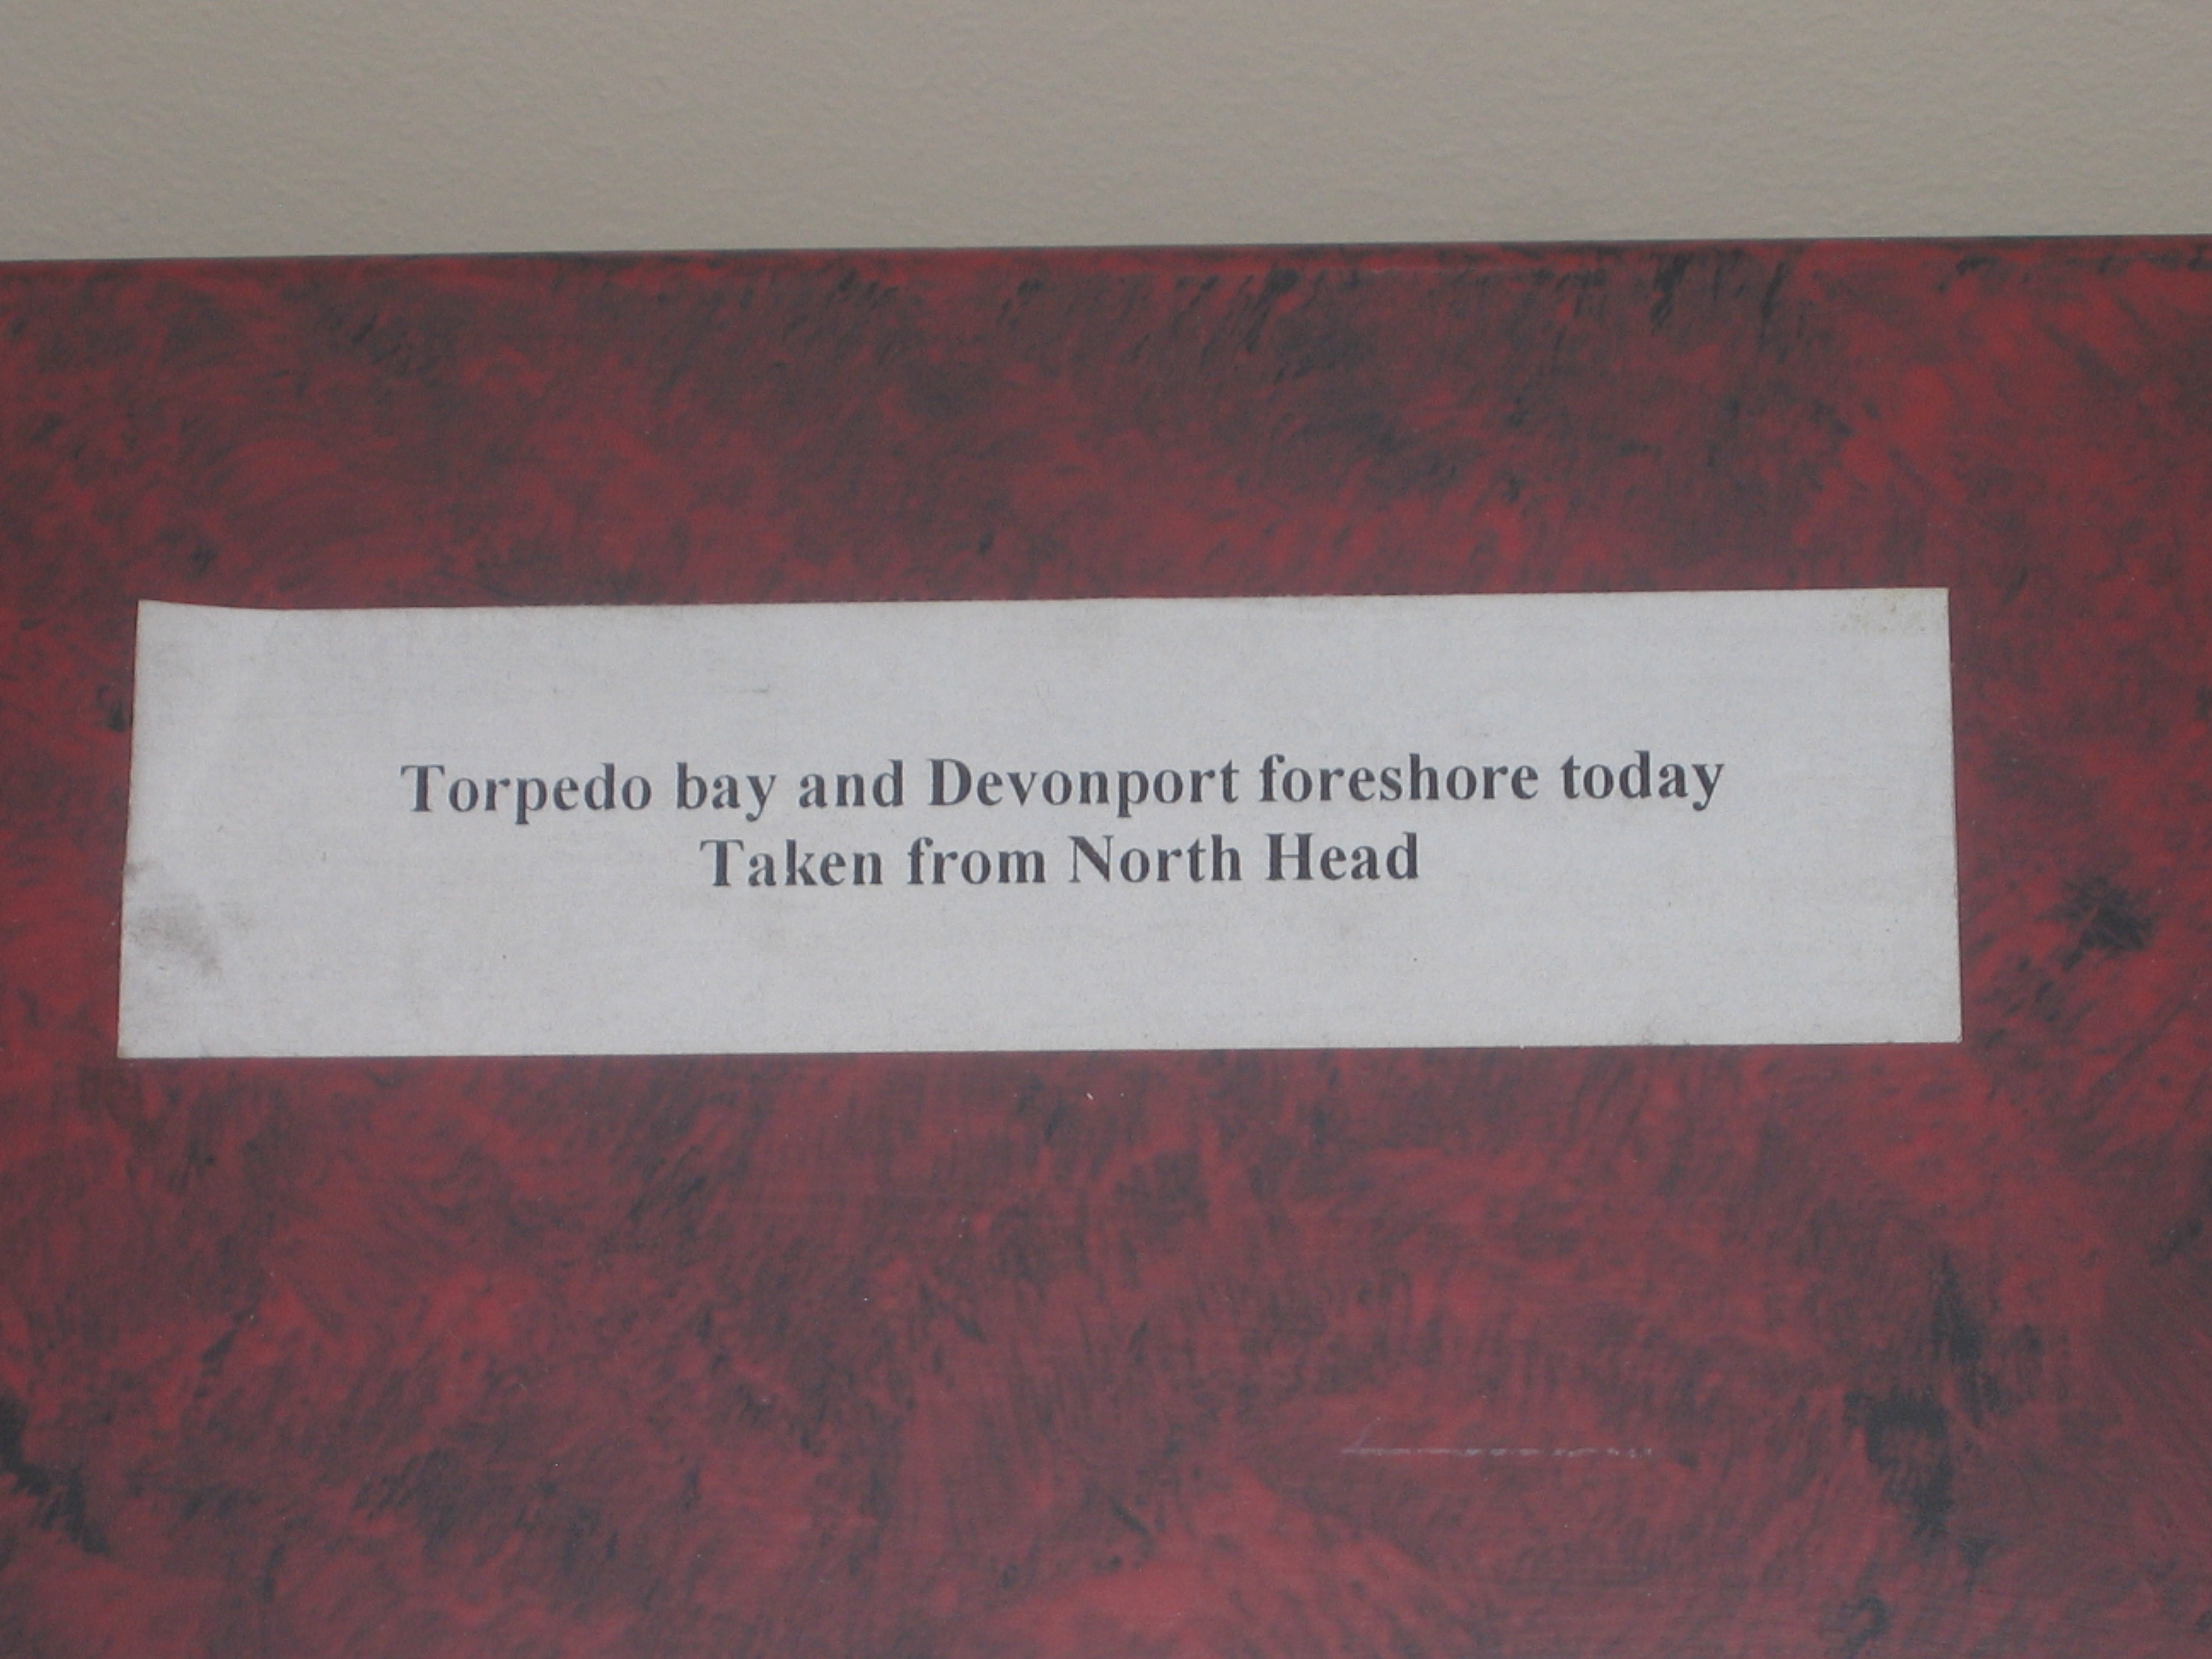 Torpedo bay and Devonport foreshore today
Taken from North Head